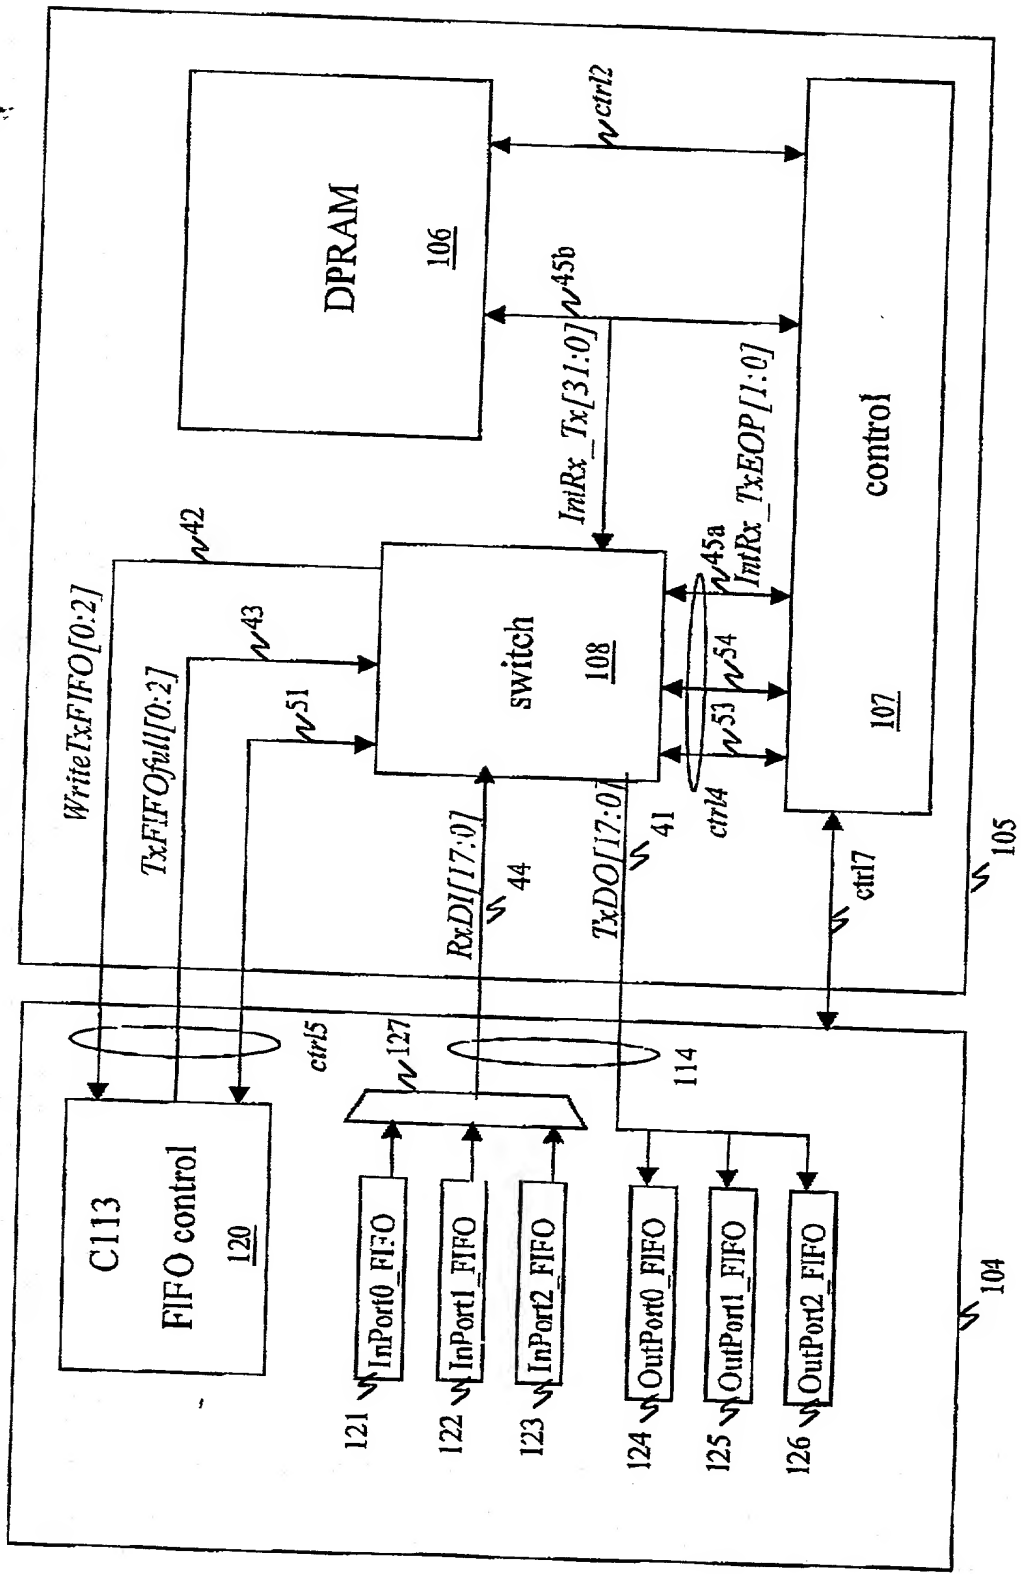 C113
FIFO control
120
WriteTxFIFO[0:2]
42
TxFIFOfull[0:2]
43
51
ctrl5
DPRAM
106
121
InPort0_FIFO
122
InPort1_FIFO
123
InPort2_FIFO
127
RxDI[17:0]
44
switch
108
IntRx_Tx[31:0]
45b
ctrl2
114
TxDO[17:0]
41
124
OutPort0_FIFO
125
OutPort1_FIFO
126
OutPort2_FIFO
ctrl4
53
54
45a
IntRx_TxEOP[1:0]
ctrl7
107
control
104
105